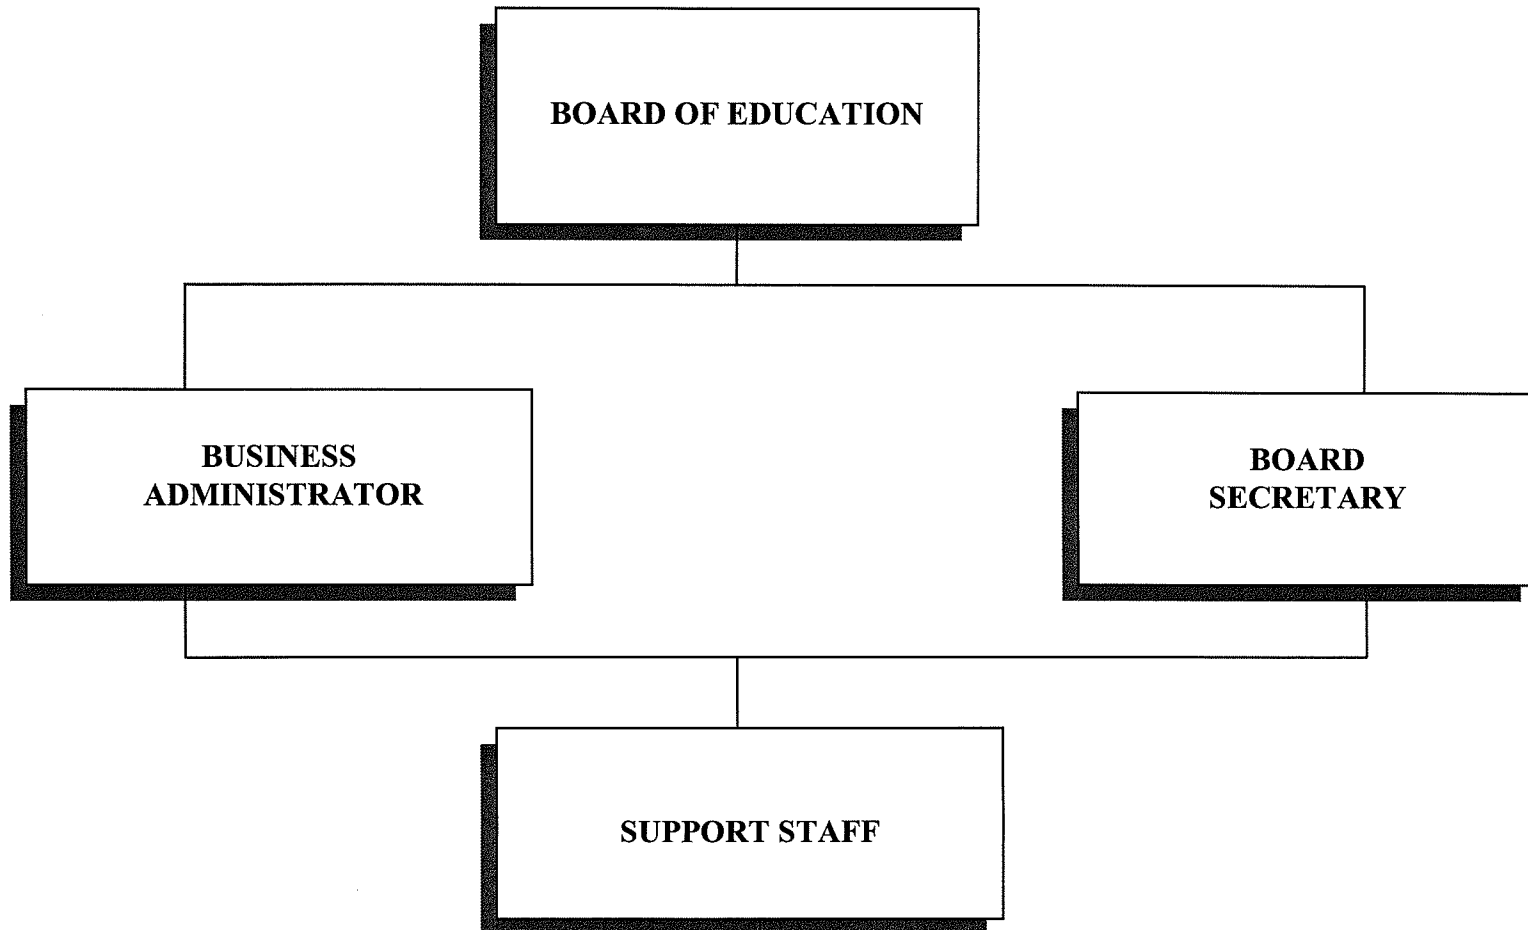 BOARD OF EDUCATION
BUSINESS
ADMINISTRATOR
BOARD
SECRETARY
SUPPORT STAFF